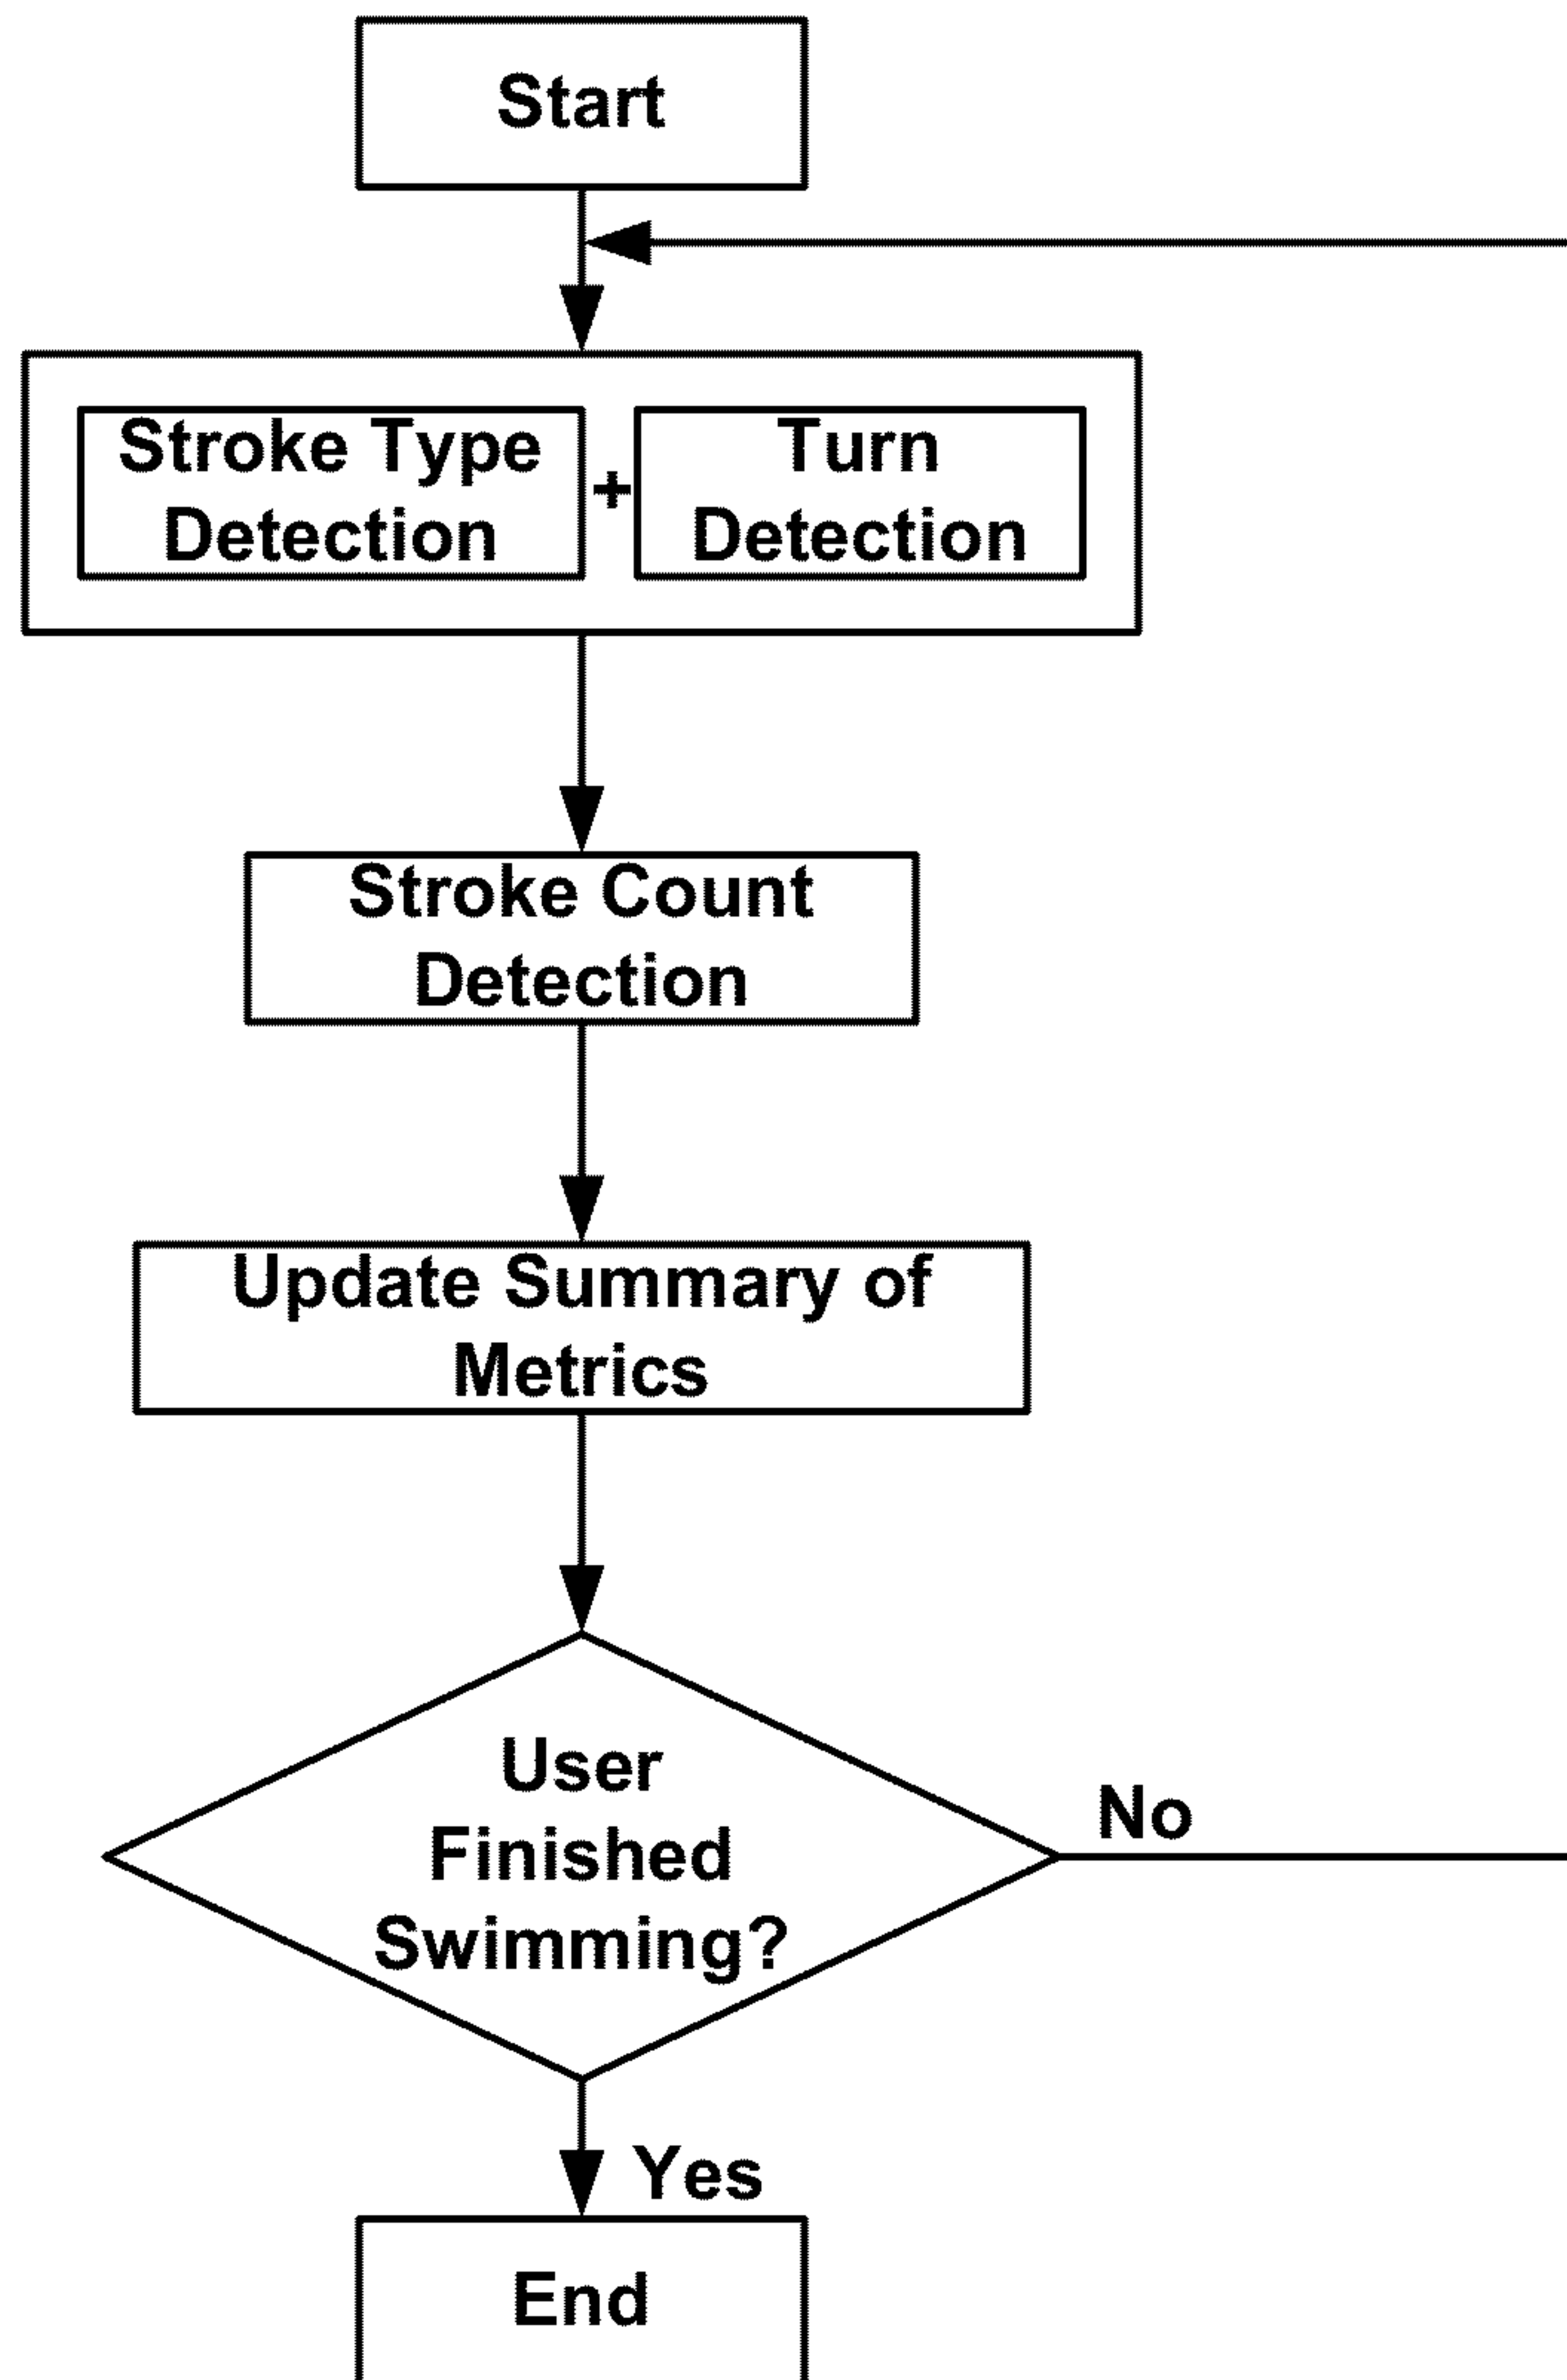 Start
Stroke Type
Detection
+
Turn
Detection
Stroke Count
Detection
Update Summary of
Metrics
User
Finished
Swimming?
No
Yes
End